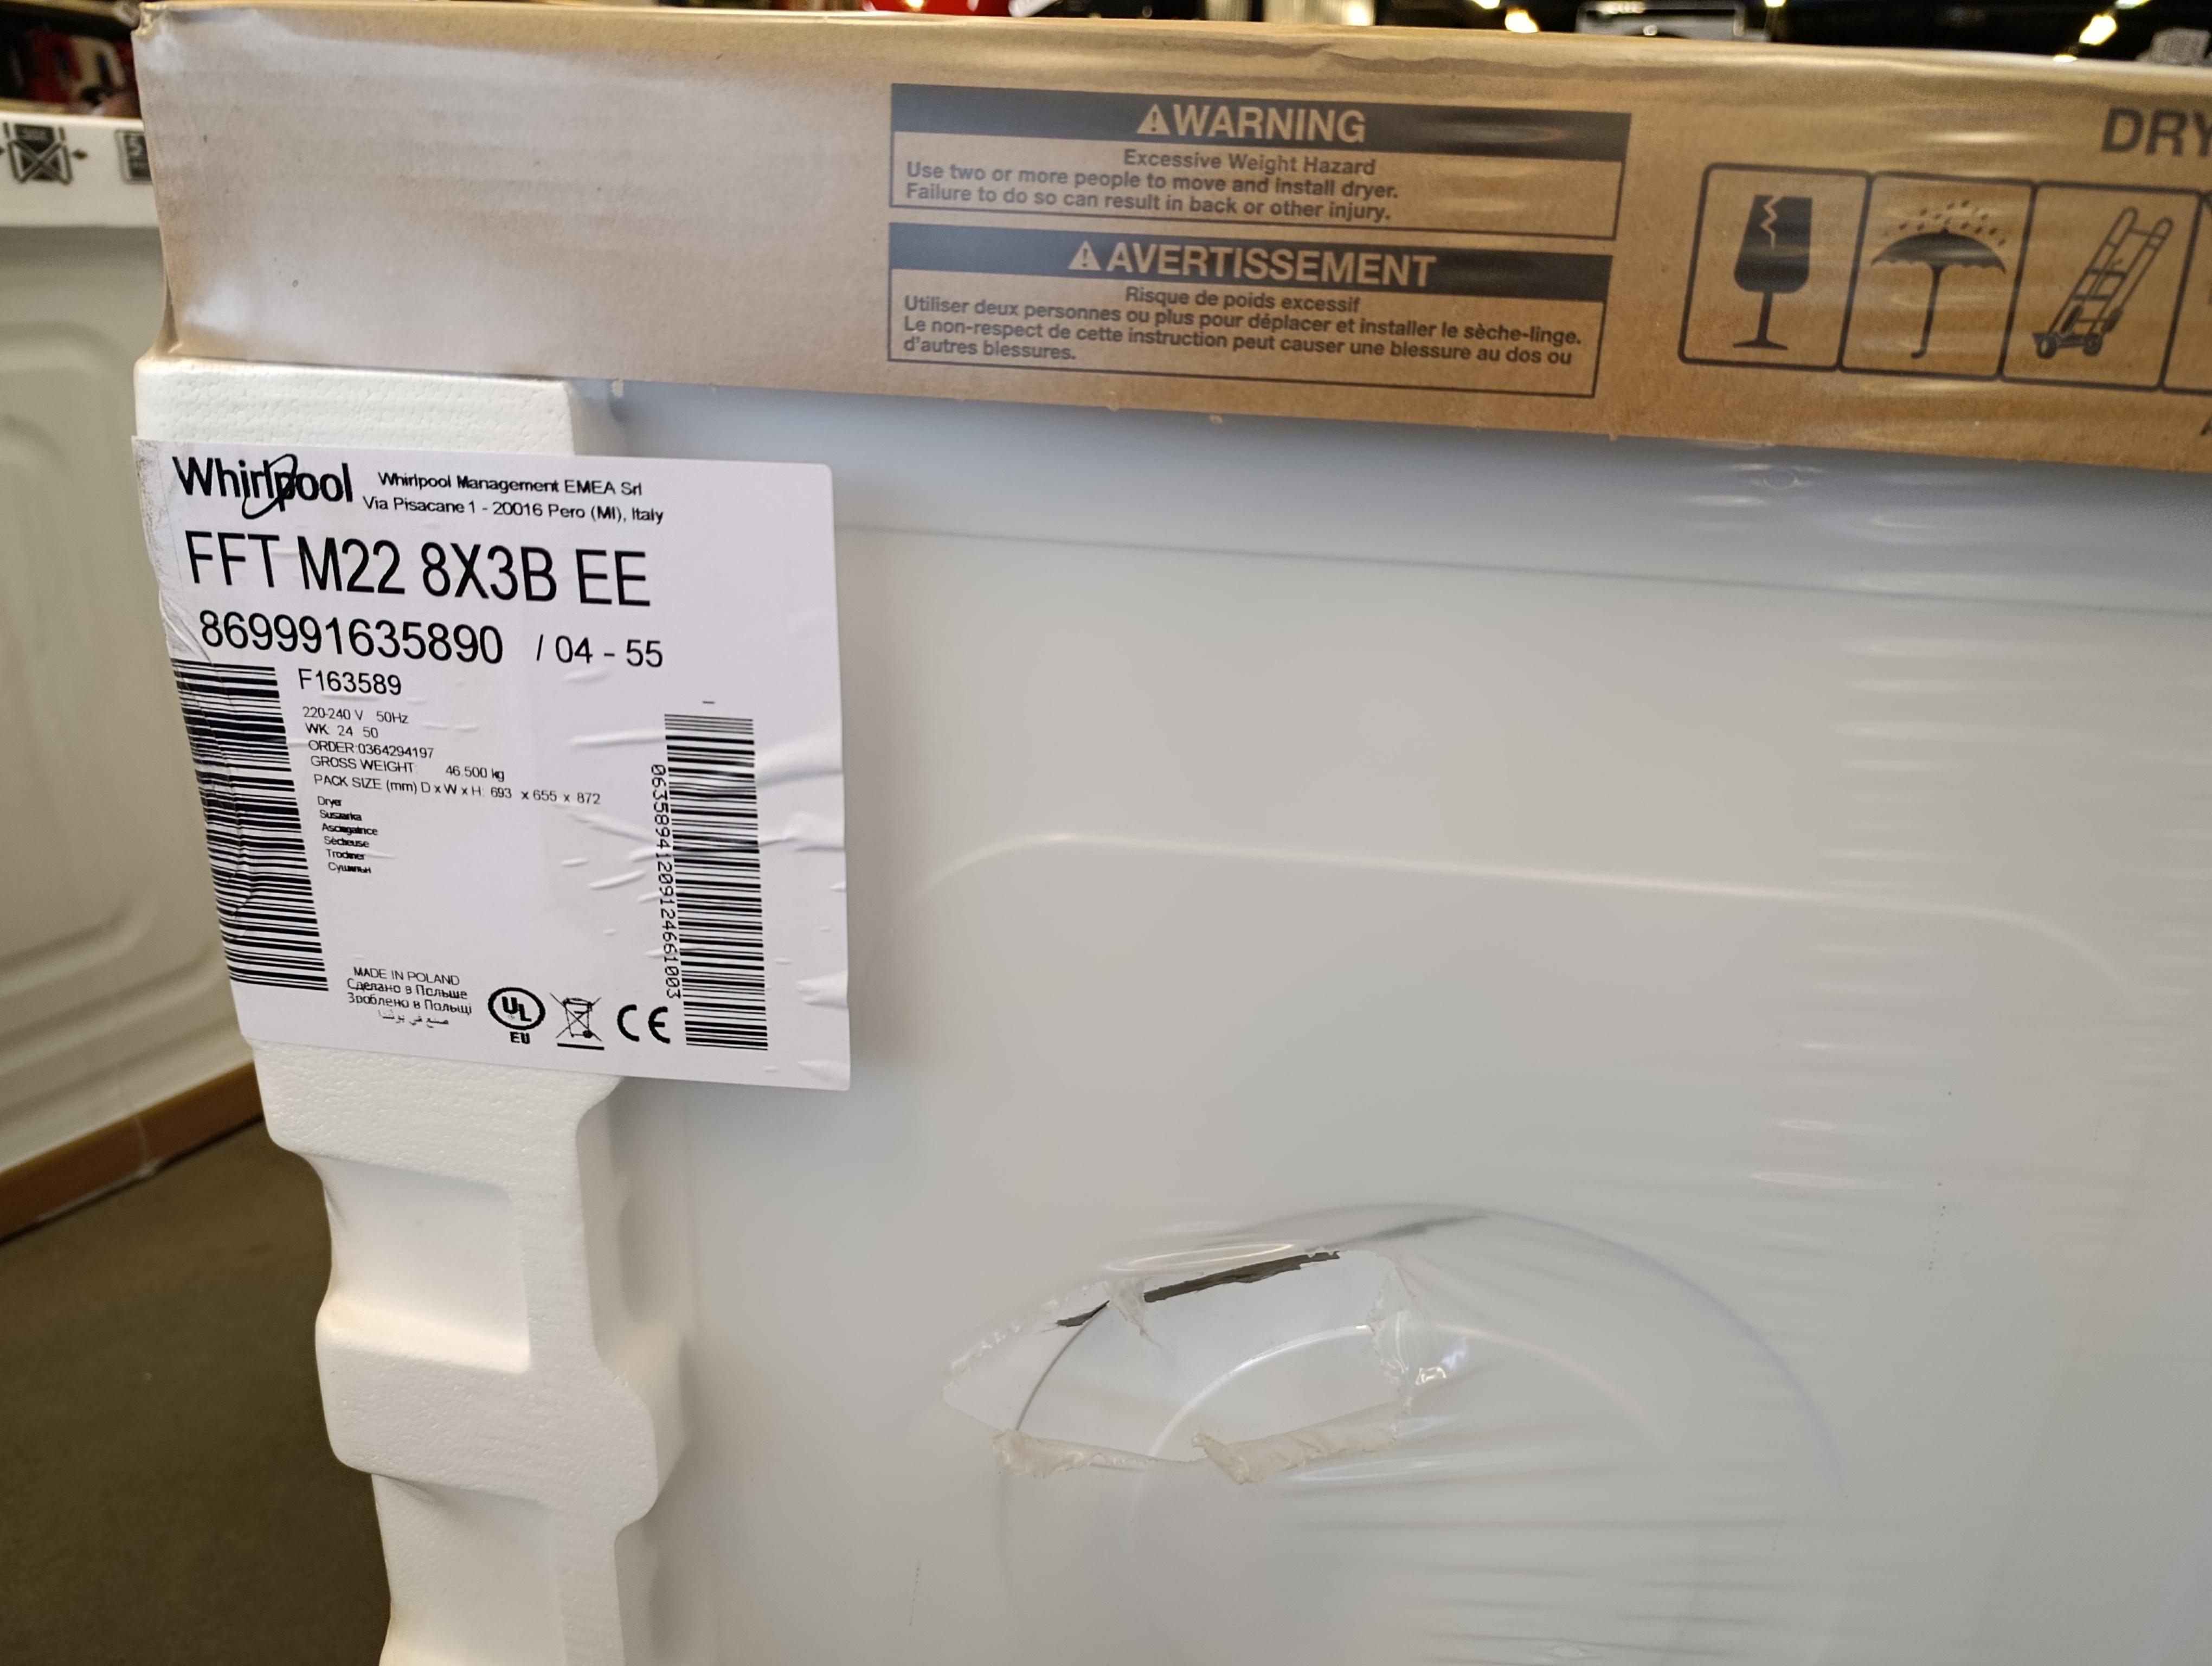 WARNING
Excessive Weight Hazard
Use two or more people to move and install dryer.
Failure to do so can result in back or other injury.
AVERTISSEMENT
Risque de poids excessif
Utiliser deux personnes ou plus pour déplacer et installer le sèche-linge.
Le non-respect de cette instruction peut causer une blessure au dos ou
d'autres blessures.
Whirlpool
Whirlpool Management EMEA Srl
Via Pisacane 1 - 20016 Pero (MI), Italy
FFT M22 8X3B EE
869991635890 / 04 - 55
F163589
220-240 V 50Hz
WK 24 50
ORDER:0364294197
GROSS WEIGHT 46.500 kg
PACK SIZE (mm) D x W x H: 693 x 655 x 872
Dryer
Suszarka
Asciugatrice
Sécheuse
Trockner
06358941209124661003
MADE IN POLAND
Сделано в Польше
Зроблено в Польщі
صنع في بولندا
UL
EU
CE